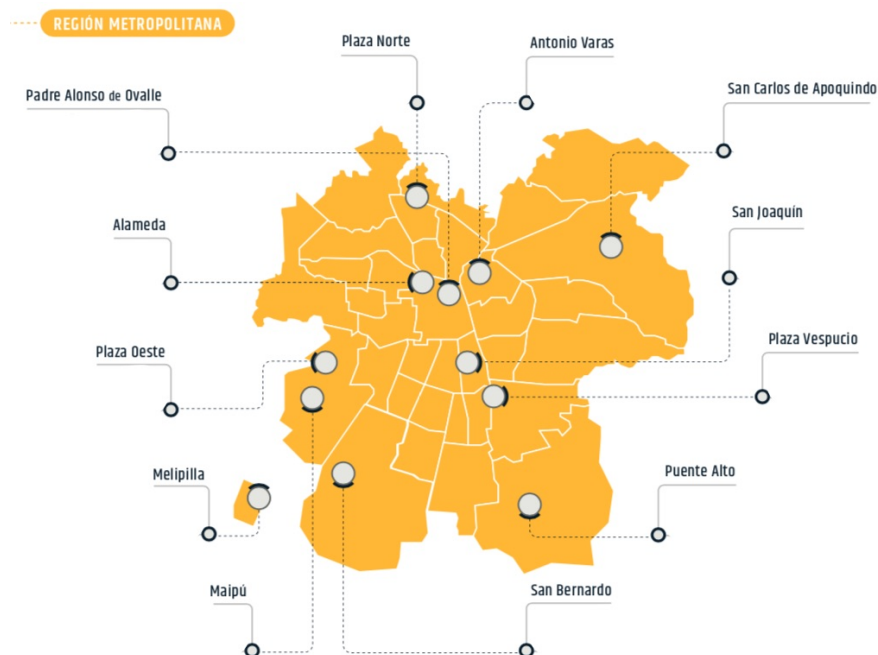 REGIÓN METROPOLITANA
Plaza Norte
Antonio Varas
San Carlos de Apoquindo
Padre Alonso de Ovalle
San Joaquín
Alameda
Plaza Vespucio
Plaza Oeste
Puente Alto
Melipilla
Maipú
San Bernardo